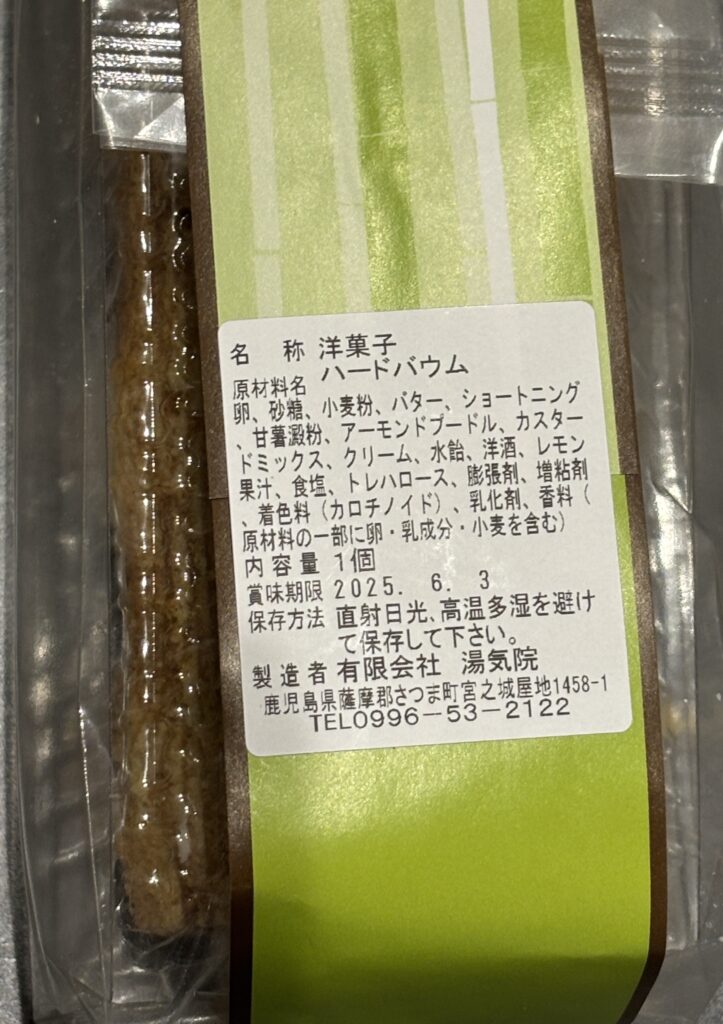 名 称 洋菓子
ハードバウム
原材料名
卵、砂糖、小麦粉、バター、ショートニング
、甘薯澱粉、アーモンドプードル、カスター
ドミックス、クリーム、水飴、洋酒、レモン
果汁、食塩、トレハロース、膨張剤、増粘剤
、着色料（カロチノイド）、乳化剤、香料（
原材料の一部に卵・乳成分・小麦を含む）
内容量 1個
賞味期限 2025. 6. 3
保存方法 直射日光、高温多湿を避け
て保存して下さい。
製造者 有限会社 湯気院
鹿児島県薩摩郡さつま町宮之城屋地1458-1
TEL0996-53-2122